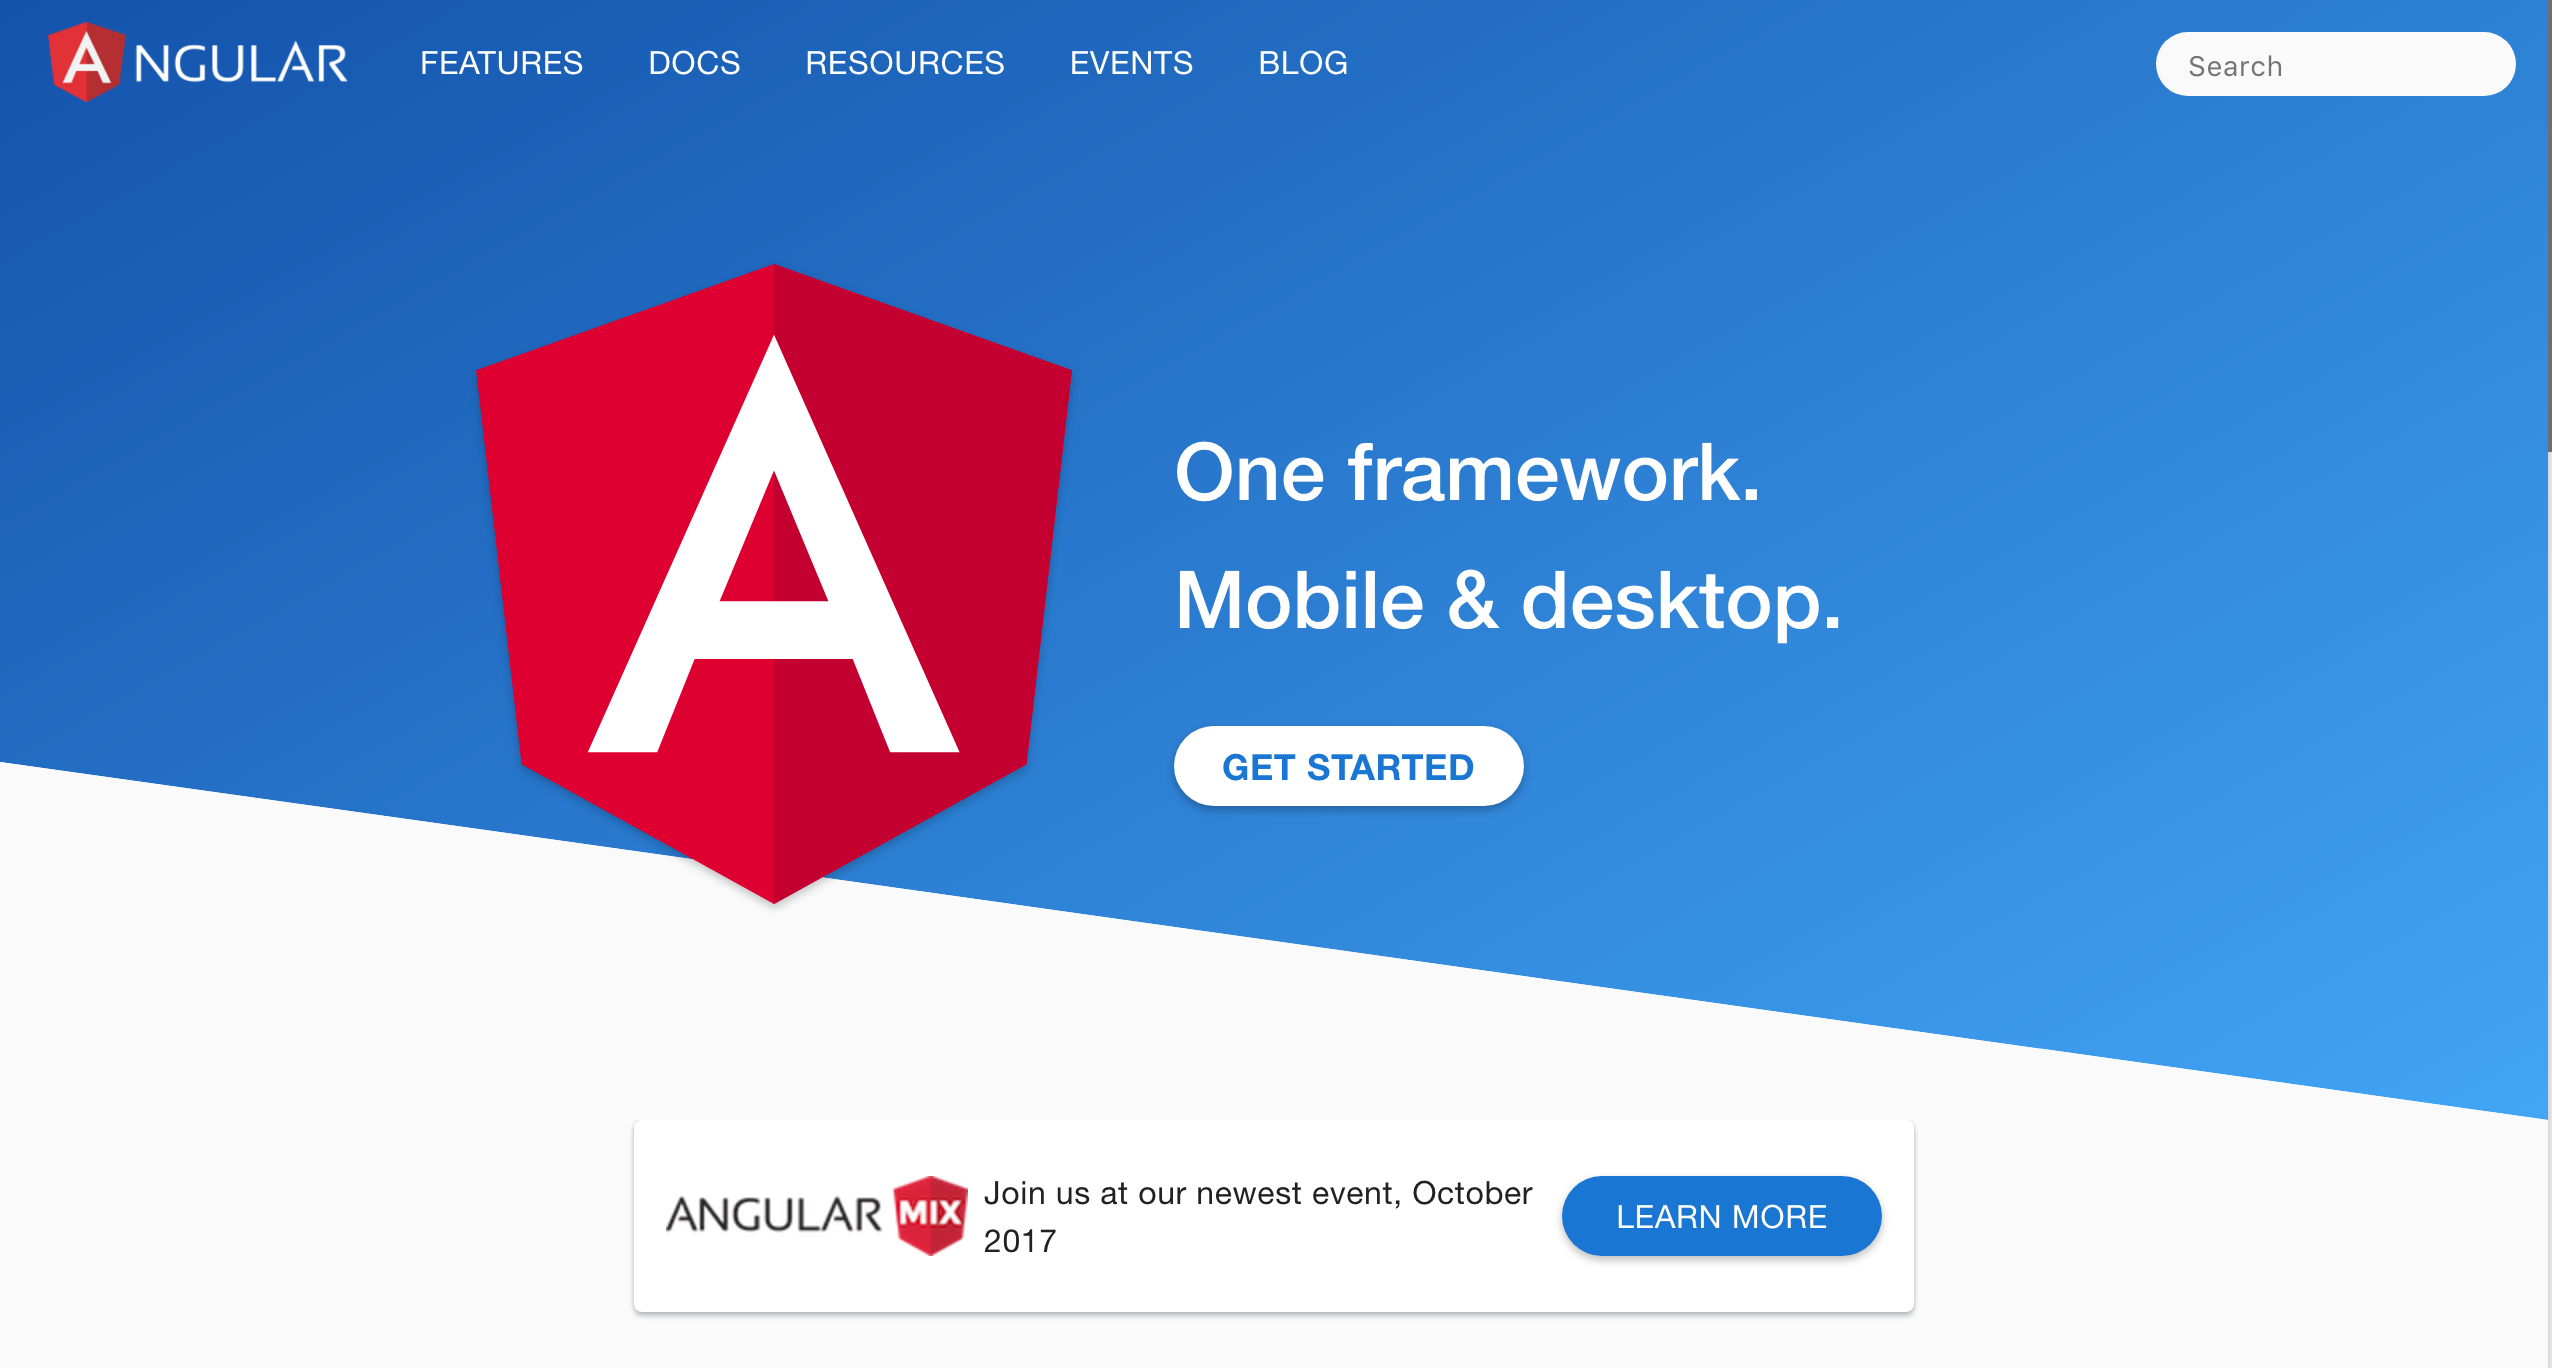 ANGULAR
FEATURES
DOCS
RESOURCES
EVENTS
BLOG
Search
A
One framework.
Mobile & desktop.
GET STARTED
ANGULAR MIX
Join us at our newest event, October
2017
LEARN MORE